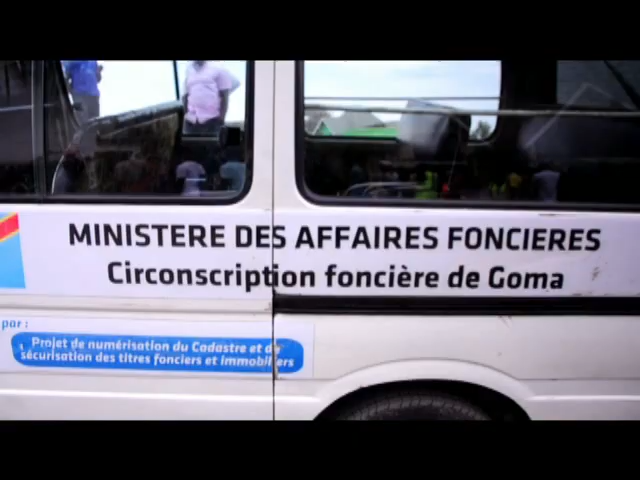 MINISTERE DES AFFAIRES FONCIERES
Circonscription foncière de Goma
par :
Projet de numérisation du Cadastre et de
sécurisation des titres fonciers et immobiliers